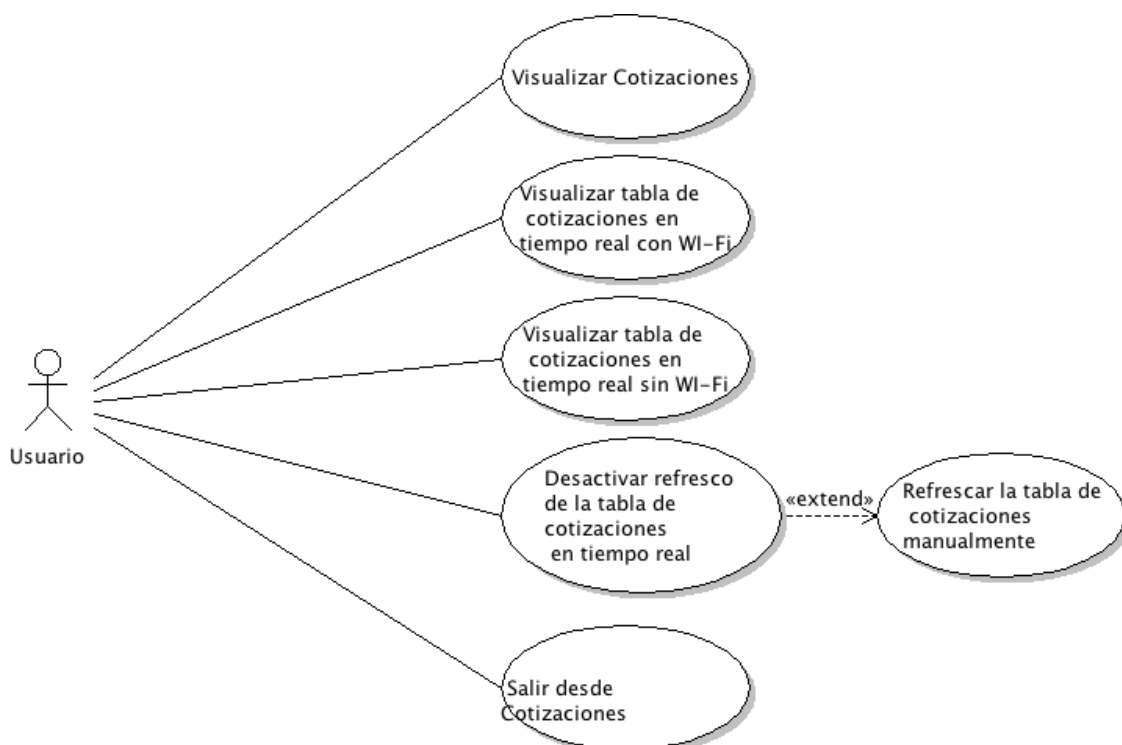 Visualizar Cotizaciones
Visualizar tabla de
cotizaciones en
tiempo real con WI-Fi
Visualizar tabla de
cotizaciones en
tiempo real sin WI-Fi
Usuario
Desactivar refresco
de la tabla de
cotizaciones
en tiempo real
«extend»
Refrescar la tabla de
cotizaciones
manualmente
Salir desde
Cotizaciones